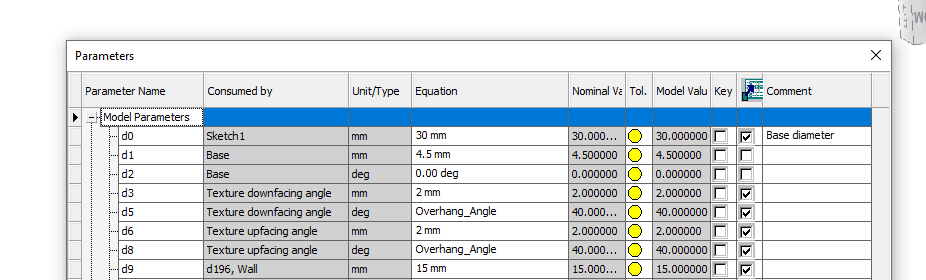 Parameters
Parameter Name Consumed by Unit/Type Equation Nominal Va Tol. Model Valu Key Comment
Model Parameters
d0 Sketch1 mm 30 mm 30.000... 30.000000 Base diameter
d1 Base mm 4.5 mm 4.500000 4.500000
d2 Base deg 0.00 deg 0.000000 0.000000
d3 Texture downfacing angle mm 2 mm 2.000000 2.000000
d5 Texture downfacing angle deg Overhang_Angle 40.000... 40.000000
d6 Texture upfacing angle mm 2 mm 2.000000 2.000000
d8 Texture upfacing angle deg Overhang_Angle 40.000... 40.000000
d9 d196, Wall mm 15 mm 15.000... 15.000000